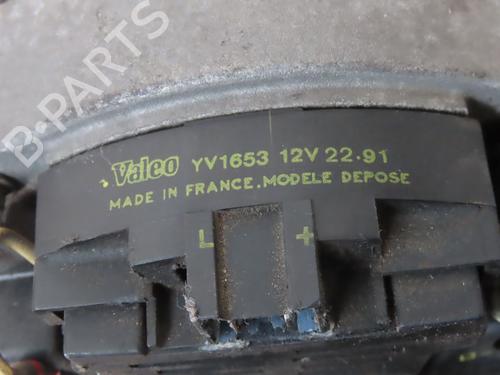 B-PARTS
Valeo YV1653 12V 22.91
MADE IN FRANCE.MODELE DEPOSE
L +